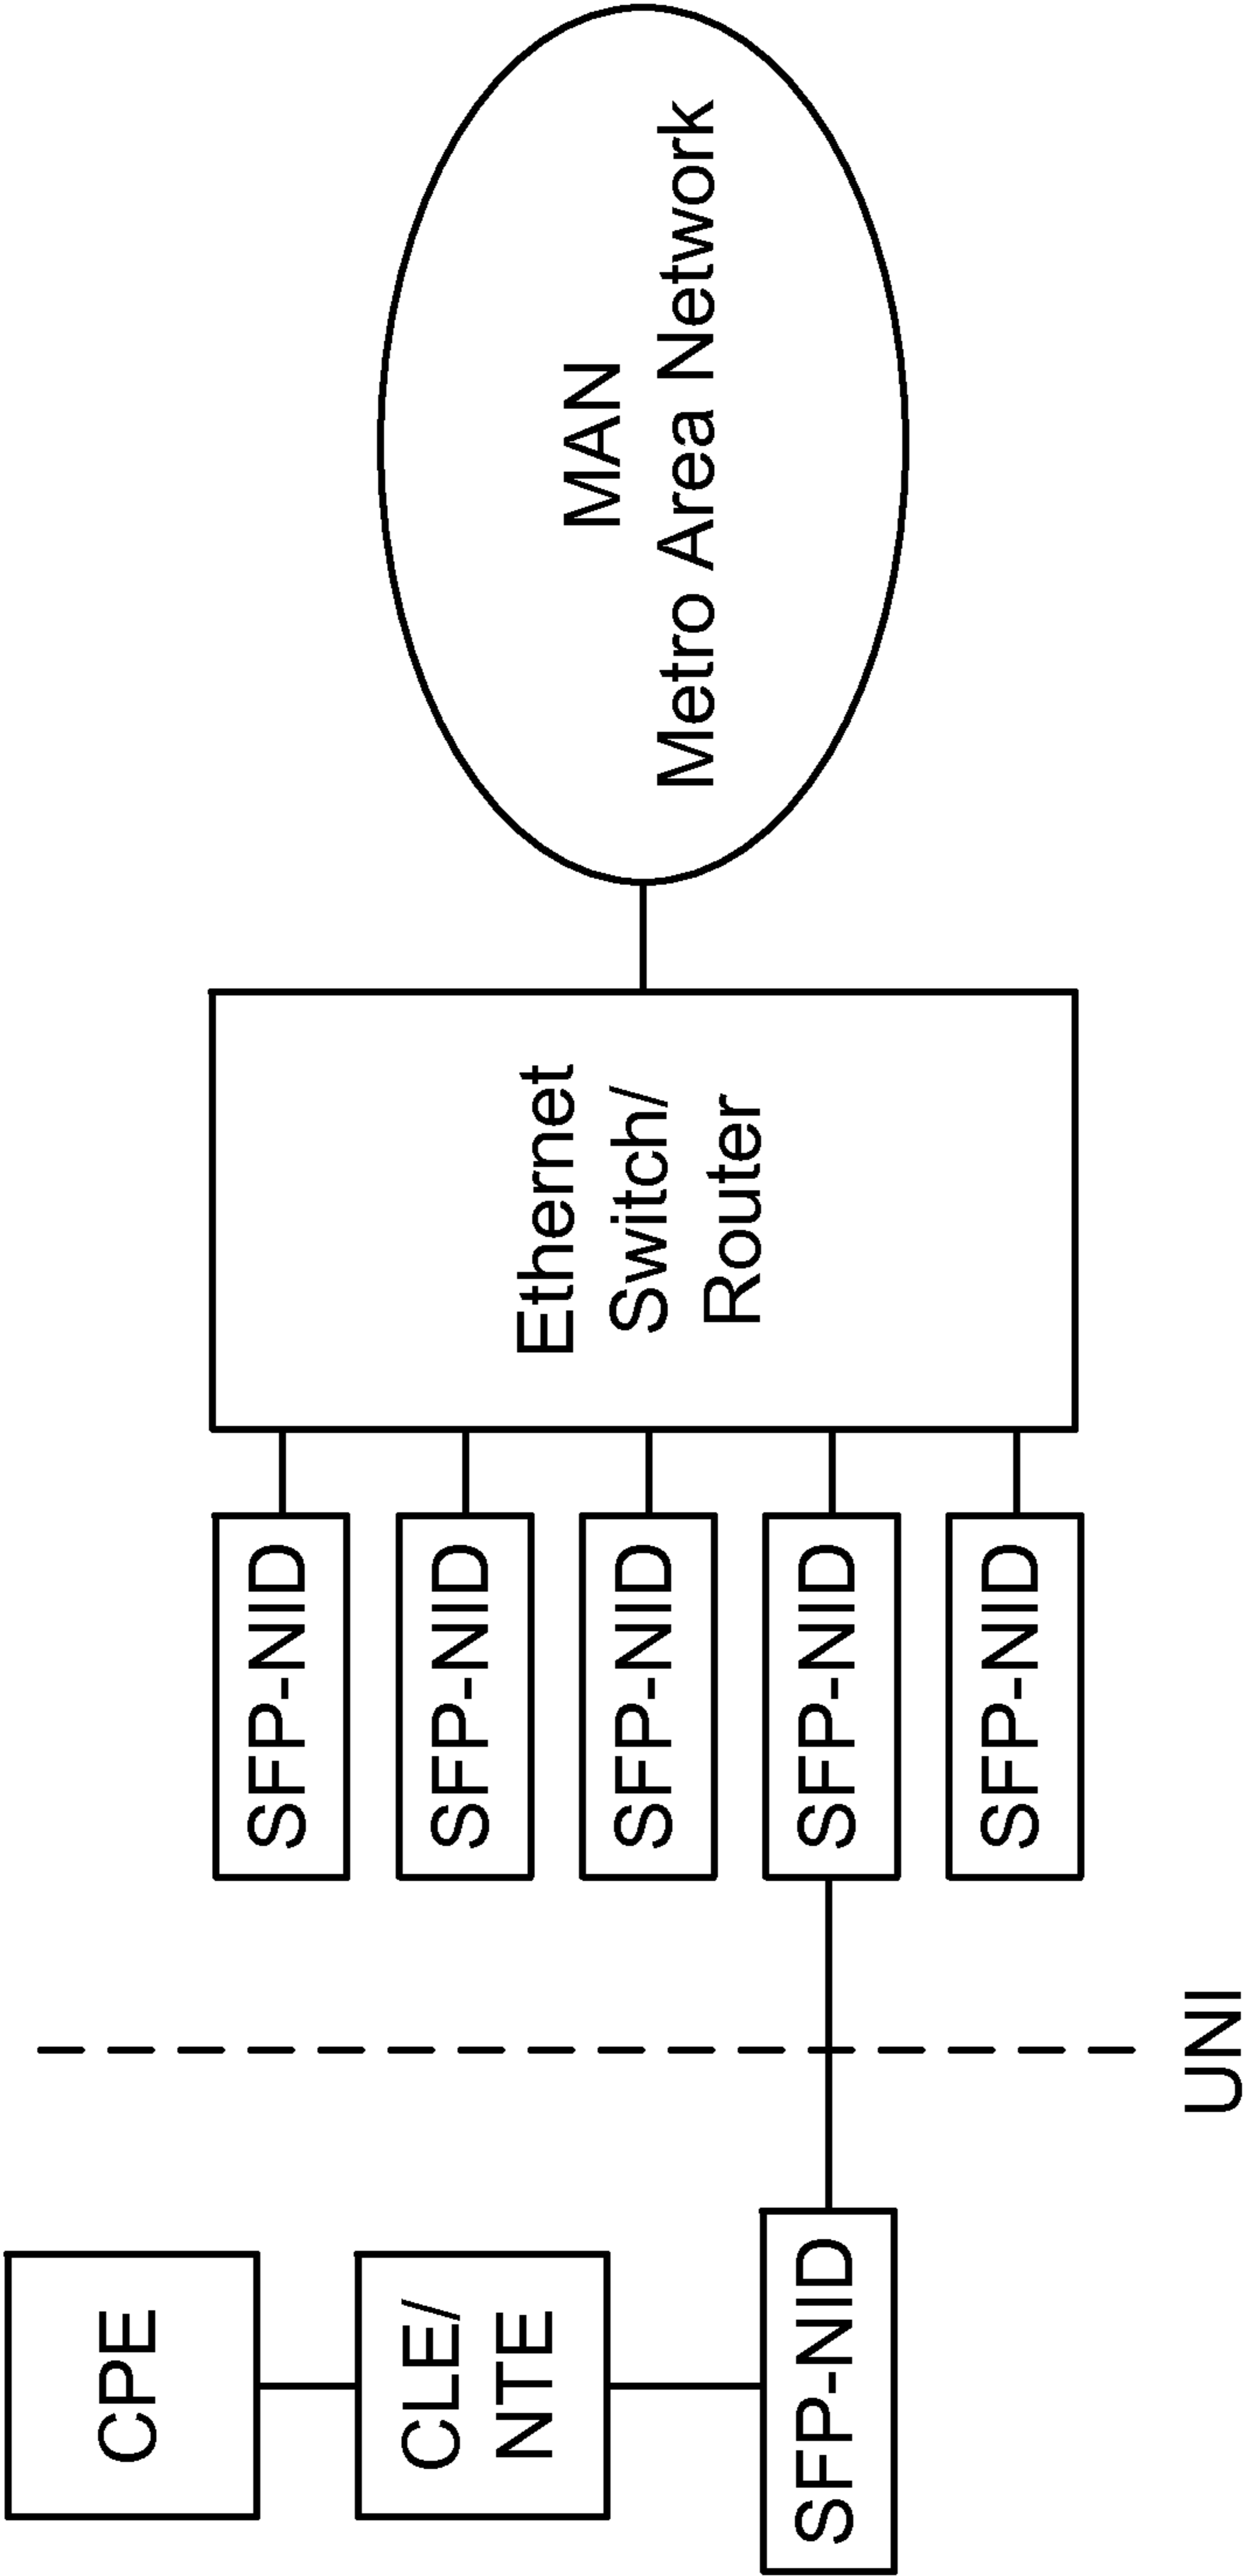 CPE
CLE/
NTE
SFP-NID
UNI
SFP-NID
SFP-NID
SFP-NID
SFP-NID
SFP-NID
Ethernet
Switch/
Router
MAN
Metro Area Network